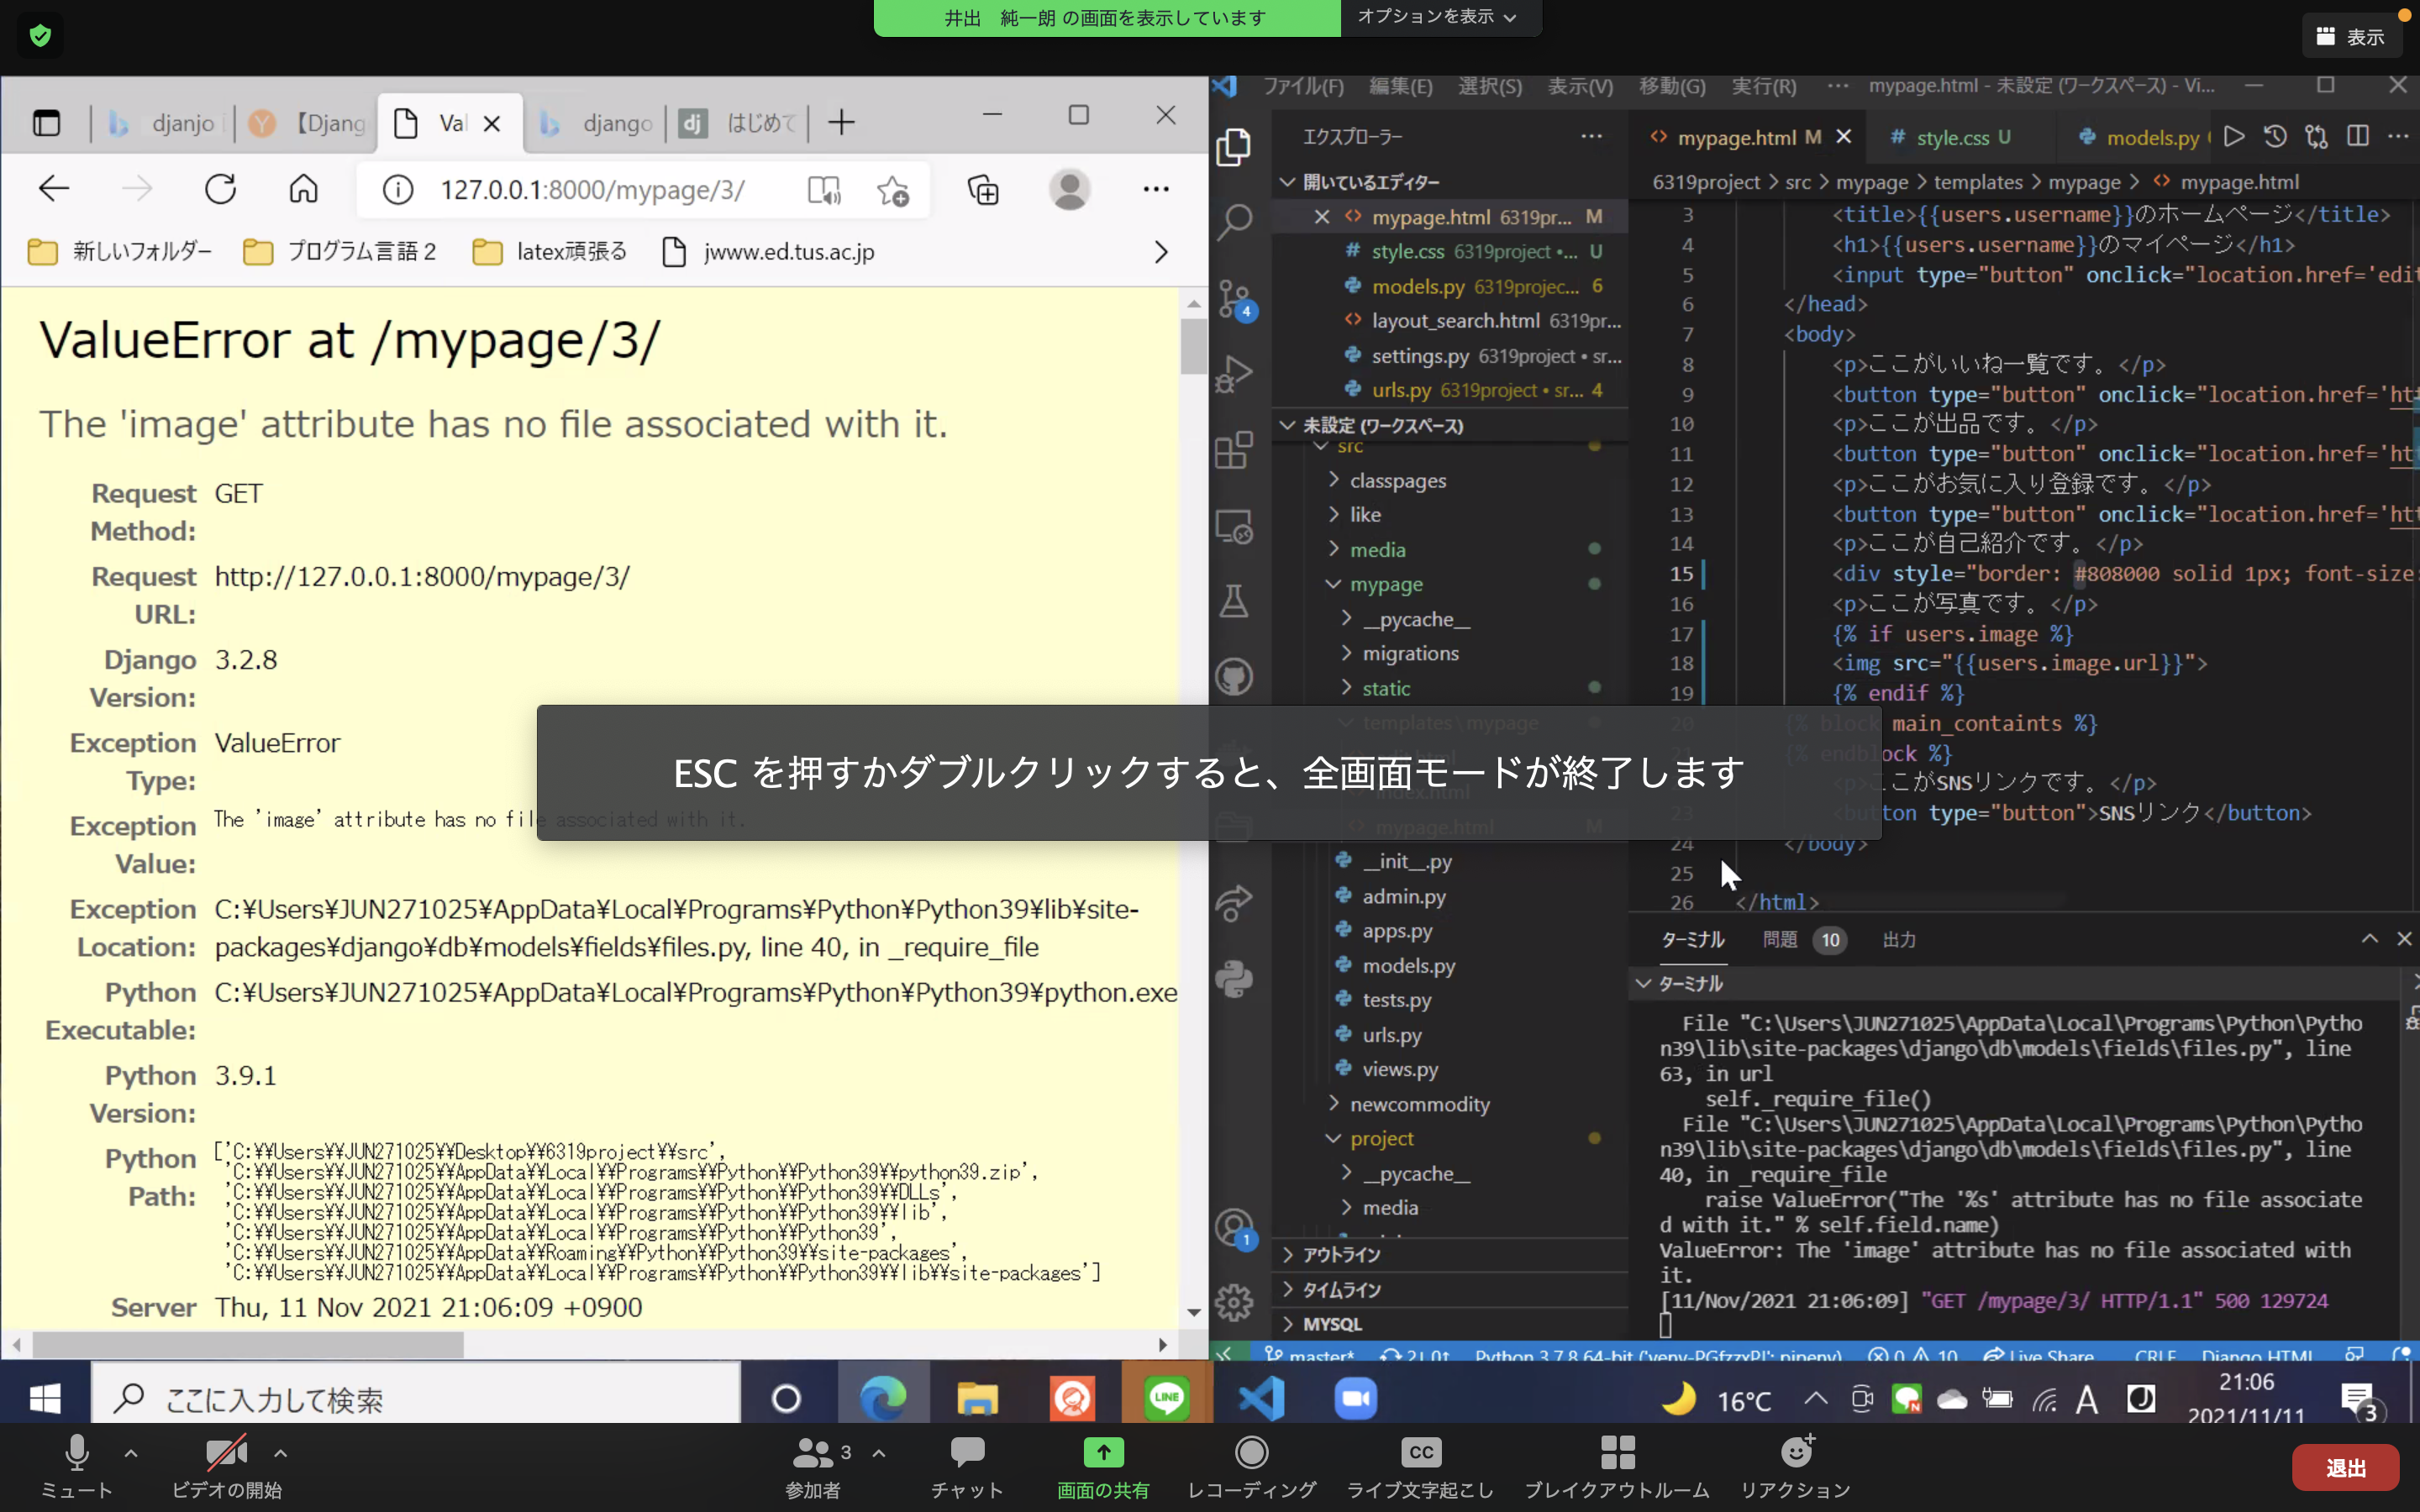 井出　純一朗 の画面を表示しています
オプションを表示
表示
djanjo
【Djang
Val
django
はじめて
127.0.0.1:8000/mypage/3/
新しいフォルダー
プログラム言語２
latex頑張る
jwww.ed.tus.ac.jp
ValueError at /mypage/3/
The 'image' attribute has no file associated with it.
Request Method: GET
Request URL: http://127.0.0.1:8000/mypage/3/
Django Version: 3.2.8
Exception Type: ValueError
Exception Value: The 'image' attribute has no file associated with it.
Exception Location: C:¥Users¥JUN271025¥AppData¥Local¥Programs¥Python¥Python39¥lib¥site-
packages¥django¥db¥models¥fields¥files.py, line 40, in _require_file
Python Executable: C:¥Users¥JUN271025¥AppData¥Local¥Programs¥Python¥Python39¥python.exe
Python Version: 3.9.1
Python Path: ['C:¥¥Users¥¥JUN271025¥¥Desktop¥¥6319project¥¥src',
'C:¥¥Users¥¥JUN271025¥¥AppData¥¥Local¥¥Programs¥¥Python¥¥Python39¥¥python39.zip',
'C:¥¥Users¥¥JUN271025¥¥AppData¥¥Local¥¥Programs¥¥Python¥¥Python39¥¥DLLs',
'C:¥¥Users¥¥JUN271025¥¥AppData¥¥Local¥¥Programs¥¥Python¥¥Python39¥¥lib',
'C:¥¥Users¥¥JUN271025¥¥AppData¥¥Local¥¥Programs¥¥Python¥¥Python39',
'C:¥¥Users¥¥JUN271025¥¥AppData¥¥Roaming¥¥Python¥¥Python39¥¥site-packages',
'C:¥¥Users¥¥JUN271025¥¥AppData¥¥Local¥¥Programs¥¥Python¥¥Python39¥¥lib¥¥site-packages']
Server Thu, 11 Nov 2021 21:06:09 +0900
ファイル(F) 編集(E) 選択(S) 表示(V) 移動(G) 実行(R) ··· mypage.html - 未設定 (ワークスペース) - Vi...
エクスプローラー
開いているエディター
mypage.html 6319pr... M
style.css 6319project •... U
models.py 6319projec... 6
layout_search.html 6319pr...
settings.py 6319project • sr...
urls.py 6319project • sr... 4
未設定 (ワークスペース)
src
classpages
like
media
mypage
__pycache__
migrations
static
templates\mypage
index.html
mypage.html M
__init__.py
admin.py
apps.py
models.py
tests.py
urls.py
views.py
newcommodity
project
__pycache__
media
アウトライン
タイムライン
MYSQL
4
1
mypage.html M
style.css U
models.py
6319project > src > mypage > templates > mypage > mypage.html
3 <title>{{users.username}}のホームページ</title>
4 <h1>{{users.username}}のマイページ</h1>
5 <input type="button" onclick="location.href='edit
6 </head>
7 <body>
8 <p>ここがいいね一覧です。</p>
9 <button type="button" onclick="location.href='htt
10 <p>ここが出品です。</p>
11 <button type="button" onclick="location.href='htt
12 <p>ここがお気に入り登録です。</p>
13 <button type="button" onclick="location.href='htt
14 <p>ここが自己紹介です。</p>
15 <div style="border: #808000 solid 1px; font-size:
16 <p>ここが写真です。</p>
17 {% if users.image %}
18 <img src="{{users.image.url}}">
19 {% endif %}
20 {% block main_containts %}
21 {% endblock %}
<p>ここがSNSリンクです。</p>
23 <button type="button">SNSリンク</button>
24 </body>
25
26 </html>
ESC を押すかダブルクリックすると、全画面モードが終了します
ターミナル 問題 10 出力
ターミナル
File "C:\Users\JUN271025\AppData\Local\Programs\Python\Pytho
n39\lib\site-packages\django\db\models\fields\files.py", line
63, in url
self._require_file()
File "C:\Users\JUN271025\AppData\Local\Programs\Python\Pytho
n39\lib\site-packages\django\db\models\fields\files.py", line
40, in _require_file
raise ValueError("The '%s' attribute has no file associate
d with it." % self.field.name)
ValueError: The 'image' attribute has no file associated with
it.
[11/Nov/2021 21:06:09] "GET /mypage/3/ HTTP/1.1" 500 129724
master* 2↓0↑ Python 3.7.8 64-bit ('venv-PGfzzxPJ': pipenv) 0 10 Live Share CRLF Django HTML
ここに入力して検索
LINE
16℃
A
21:06
2021/11/11
3
ミュート
ビデオの開始
3
参加者
チャット
画面の共有
レコーディング
CC
ライブ文字起こし
ブレイクアウトルーム
リアクション
退出